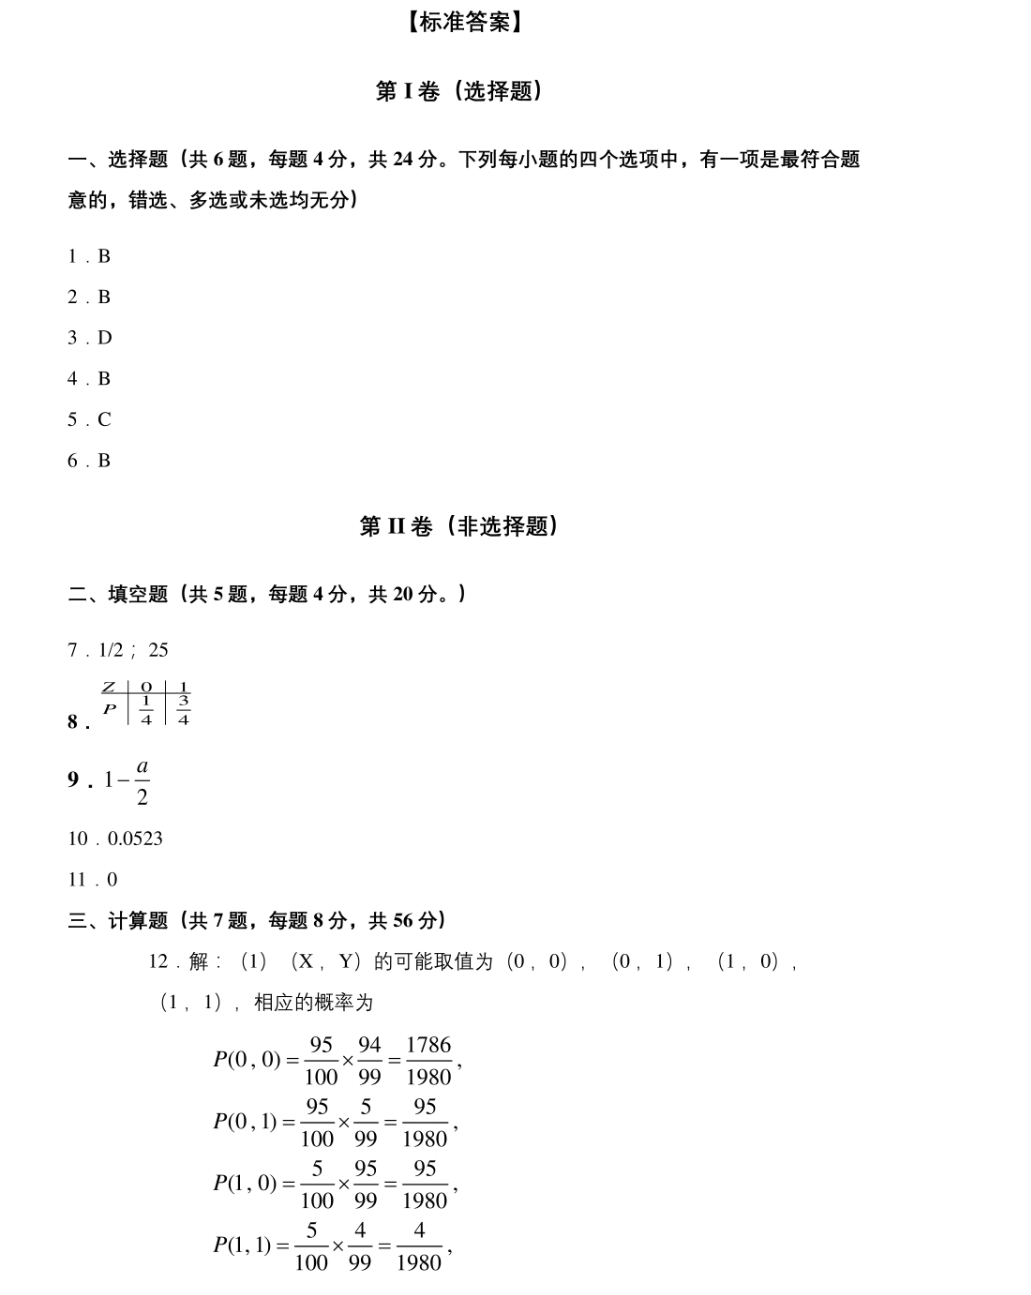 【标准答案】
第 I 卷（选择题）
一、选择题（共 6 题，每题 4 分，共 24 分。下列每小题的四个选项中，有一项是最符合题
意的，错选、多选或未选均无分）
1．B
2．B
3．D
4．B
5．C
6．B
第 II 卷（非选择题）
二、填空题（共 5 题，每题 4 分，共 20 分。）
7．1/2；25
8．Z | 0 | 1
P | 1/4 | 3/4
9．1−a/2
10．0.0523
11．0
三、计算题（共 7 题，每题 8 分，共 56 分）
12．解：（1）（X，Y）的可能取值为（0，0），（0，1），（1，0），
（1，1），相应的概率为
P(0, 0)=95/100×94/99=1786/1980,
P(0, 1)=95/100×5/99=95/1980,
P(1, 0)=5/100×95/99=95/1980,
P(1, 1)=5/100×4/99=4/1980,